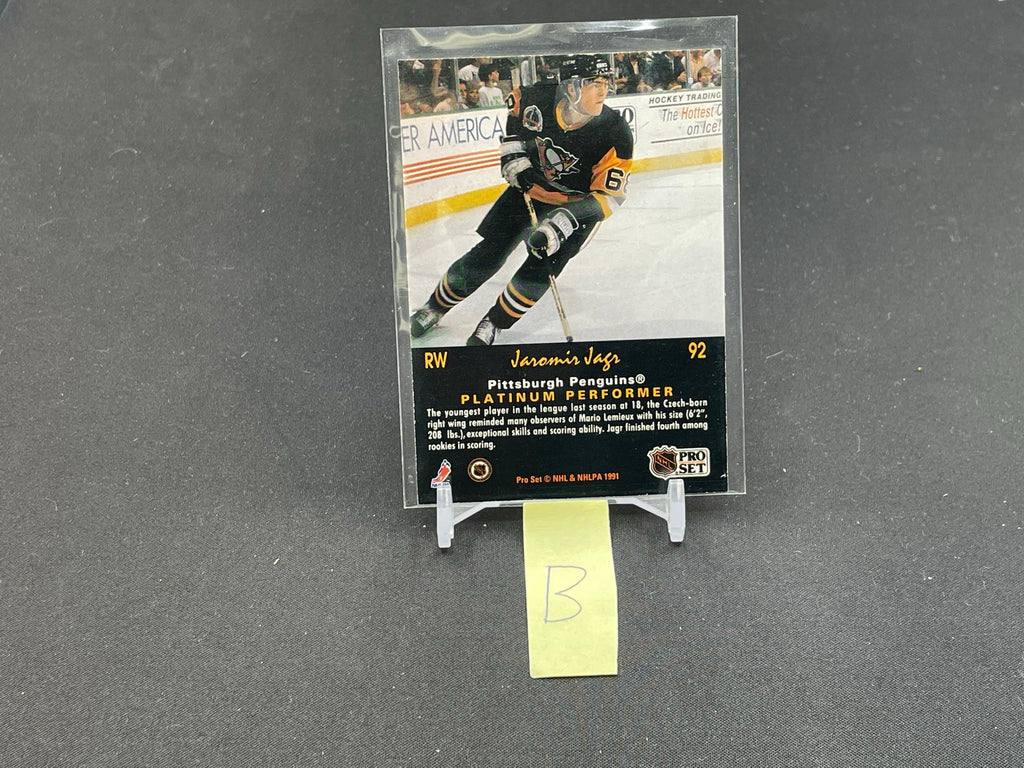 HOCKEY TRADING
The Hottest C
on Ice!
ER AMERICA
6
68
RW
Jaromir Jagr
92
Pittsburgh Penguins®
PLATINUM PERFORMER
The youngest player in the league last season at 18, the Czech-born
right wing reminded many observers of Mario Lemieux with his size (6'2",
208 lbs.), exceptional skills and scoring ability. Jagr finished fourth among
rookies in scoring.
NHL
PRO
SET
Pro Set © NHL & NHLPA 1991
B